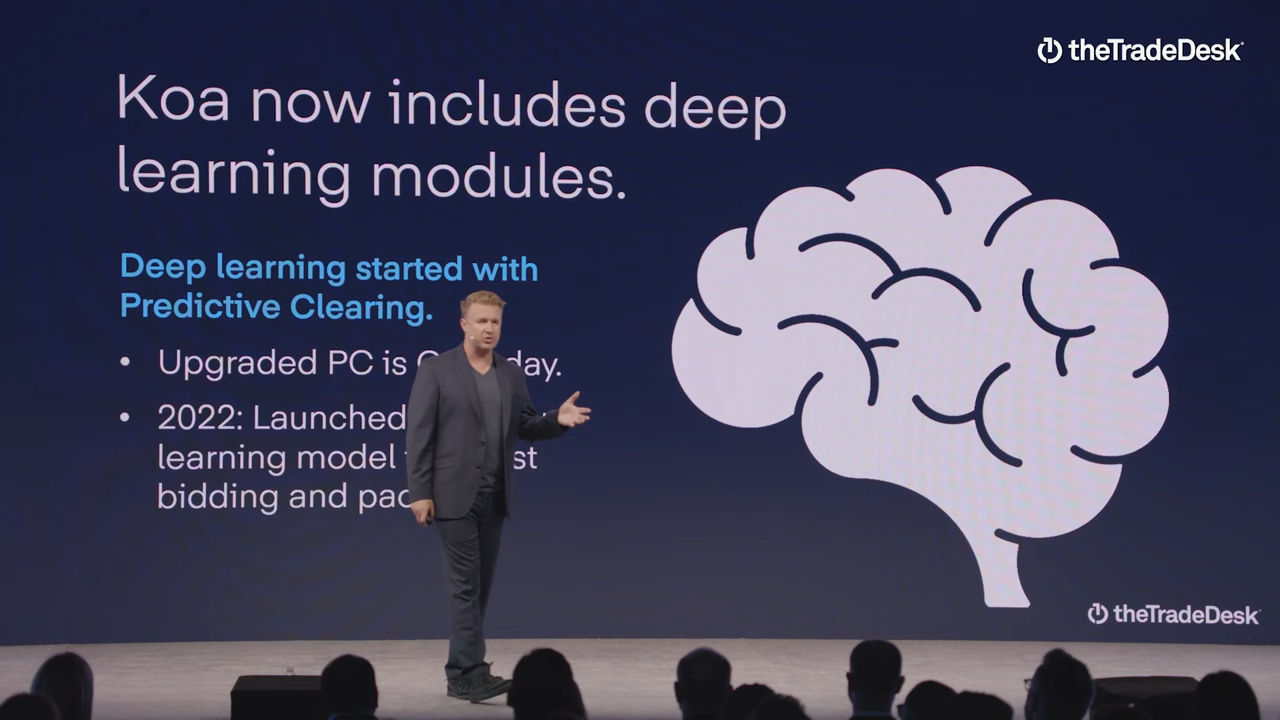 theTradeDesk
Koa now includes deep
learning modules.
Deep learning started with
Predictive Clearing.
• Upgraded PC is
• 2022: Launched
learning model
bidding and
theTradeDesk